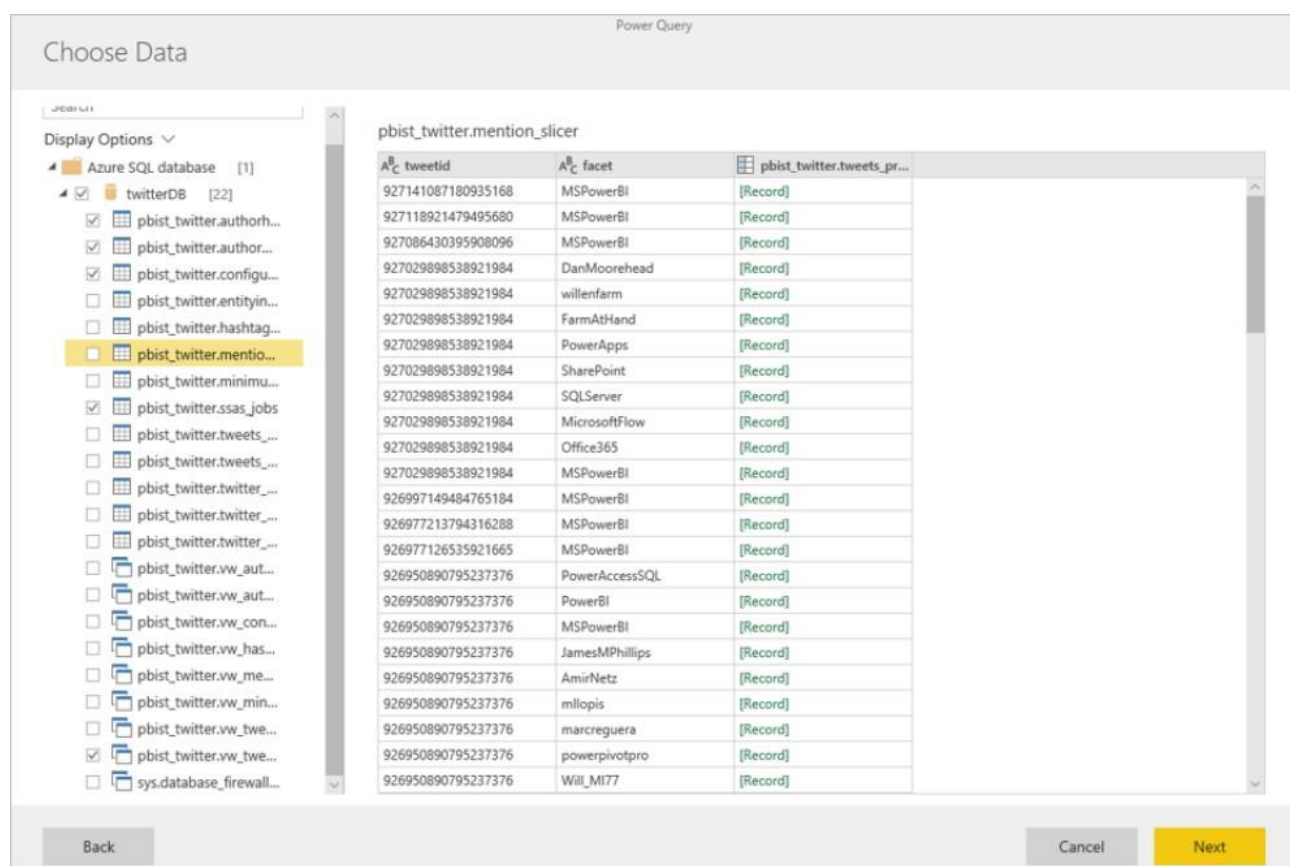 Power Query
Choose Data
Search
Display Options
Azure SQL database [1]
twitterDB [22]
pbist_twitter.authorh...
pbist_twitter.author...
pbist_twitter.configu...
pbist_twitter.entityin...
pbist_twitter.hashtag...
pbist_twitter.mentio...
pbist_twitter.minimu...
pbist_twitter.ssas_jobs
pbist_twitter.tweets_...
pbist_twitter.tweets_...
pbist_twitter.twitter_...
pbist_twitter.twitter_...
pbist_twitter.twitter_...
pbist_twitter.vw_aut...
pbist_twitter.vw_aut...
pbist_twitter.vw_con...
pbist_twitter.vw_has...
pbist_twitter.vw_me...
pbist_twitter.vw_min...
pbist_twitter.vw_twe...
pbist_twitter.vw_twe...
sys.database_firewall...
pbist_twitter.mention_slicer
ABC tweetid ABC facet pbist_twitter.tweets_pr...
927141087180935168 MSPowerBI [Record]
927118921479495680 MSPowerBI [Record]
927086430395908096 MSPowerBI [Record]
927029898538921984 DanMoorehead [Record]
927029898538921984 willenfarm [Record]
927029898538921984 FarmAtHand [Record]
927029898538921984 PowerApps [Record]
927029898538921984 SharePoint [Record]
927029898538921984 SQLServer [Record]
927029898538921984 MicrosoftFlow [Record]
927029898538921984 Office365 [Record]
927029898538921984 MSPowerBI [Record]
926997149484765184 MSPowerBI [Record]
926977213794316288 MSPowerBI [Record]
926977126535921665 MSPowerBI [Record]
926950890795237376 PowerAccessSQL [Record]
926950890795237376 PowerBI [Record]
926950890795237376 MSPowerBI [Record]
926950890795237376 JamesMPhillips [Record]
926950890795237376 AmirNetz [Record]
926950890795237376 mllopis [Record]
926950890795237376 marcreguera [Record]
926950890795237376 powerpivotpro [Record]
926950890795237376 Will_MI77 [Record]
Back
Cancel
Next